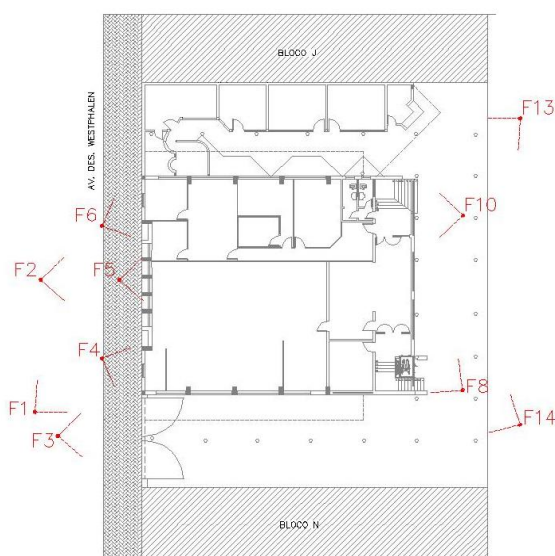 BLOCO J
AV. DES. WESTPHALEN
F13
F6
F10
F2
F5
F4
F1
F8
F3
F14
BLOCO N